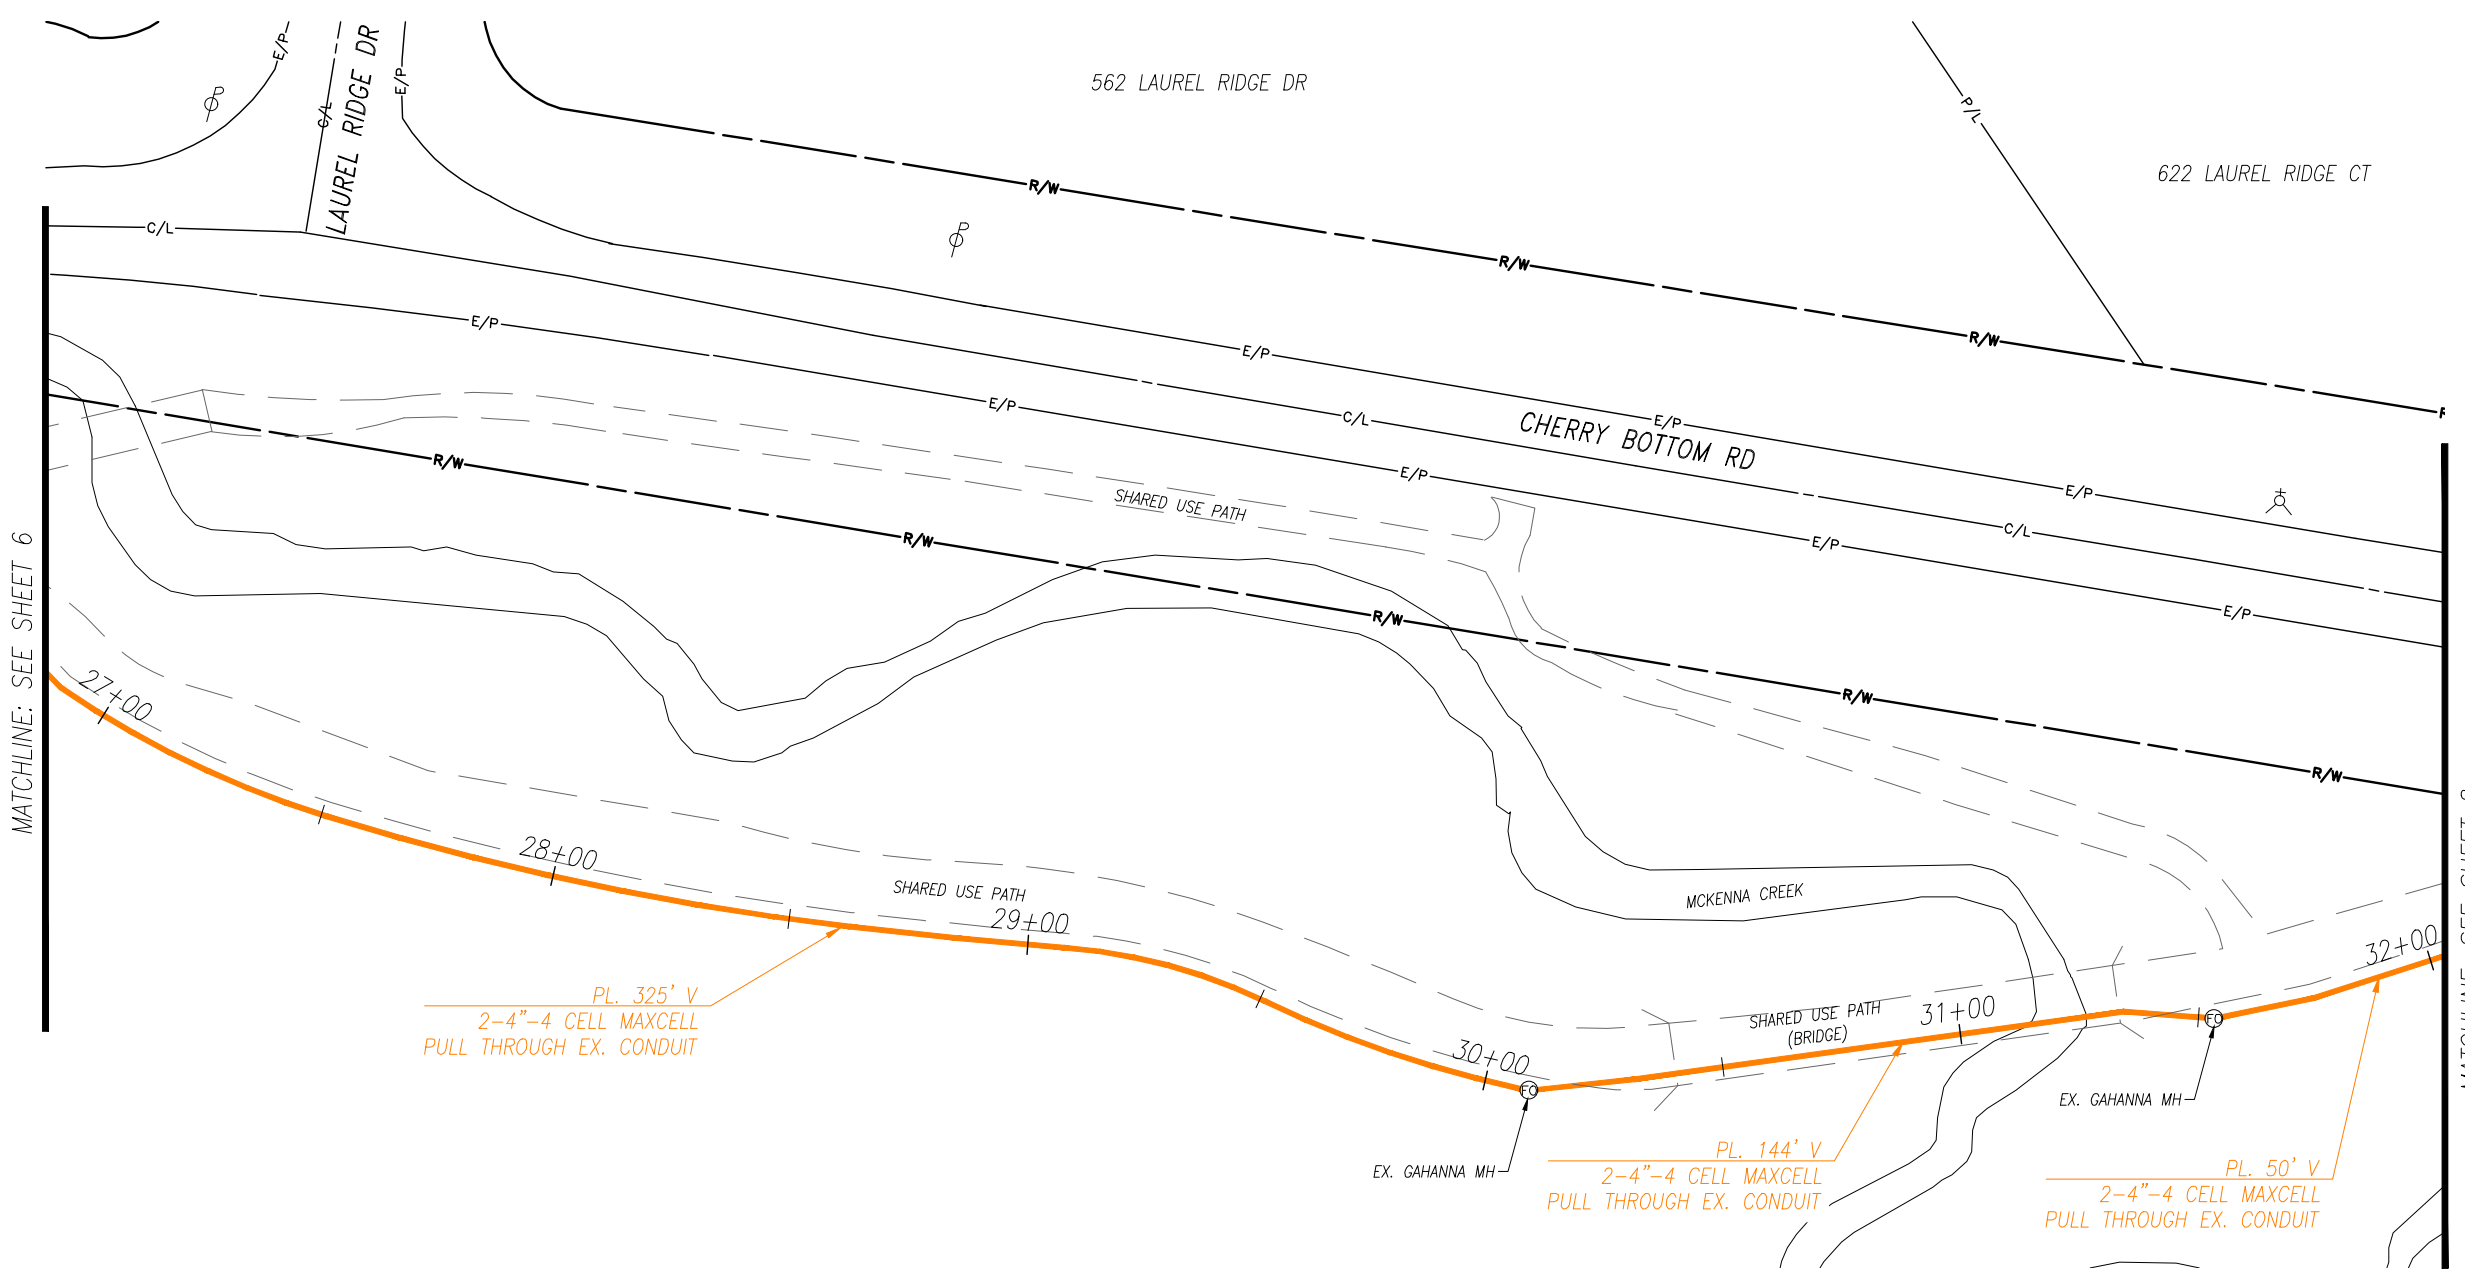 E/P
C/L
LAUREL RIDGE DR
E/P
562 LAUREL RIDGE DR
P/L
622 LAUREL RIDGE CT
R/W
R/W
R/W
C/L
E/P
E/P
E/P
C/L
CHERRY BOTTOM RD
E/P
E/P
E/P
E/P
C/L
E/P
R/W
R/W
R/W
R/W
R/W
SHARED USE PATH
MATCHLINE: SEE SHEET 6
27+00
28+00
SHARED USE PATH
29+00
MCKENNA CREEK
PL. 325' V
2-4"-4 CELL MAXCELL
PULL THROUGH EX. CONDUIT
30+00
FO
EX. GAHANNA MH
SHARED USE PATH
(BRIDGE)
31+00
PL. 144' V
2-4"-4 CELL MAXCELL
PULL THROUGH EX. CONDUIT
FO
EX. GAHANNA MH
32+00
PL. 50' V
2-4"-4 CELL MAXCELL
PULL THROUGH EX. CONDUIT